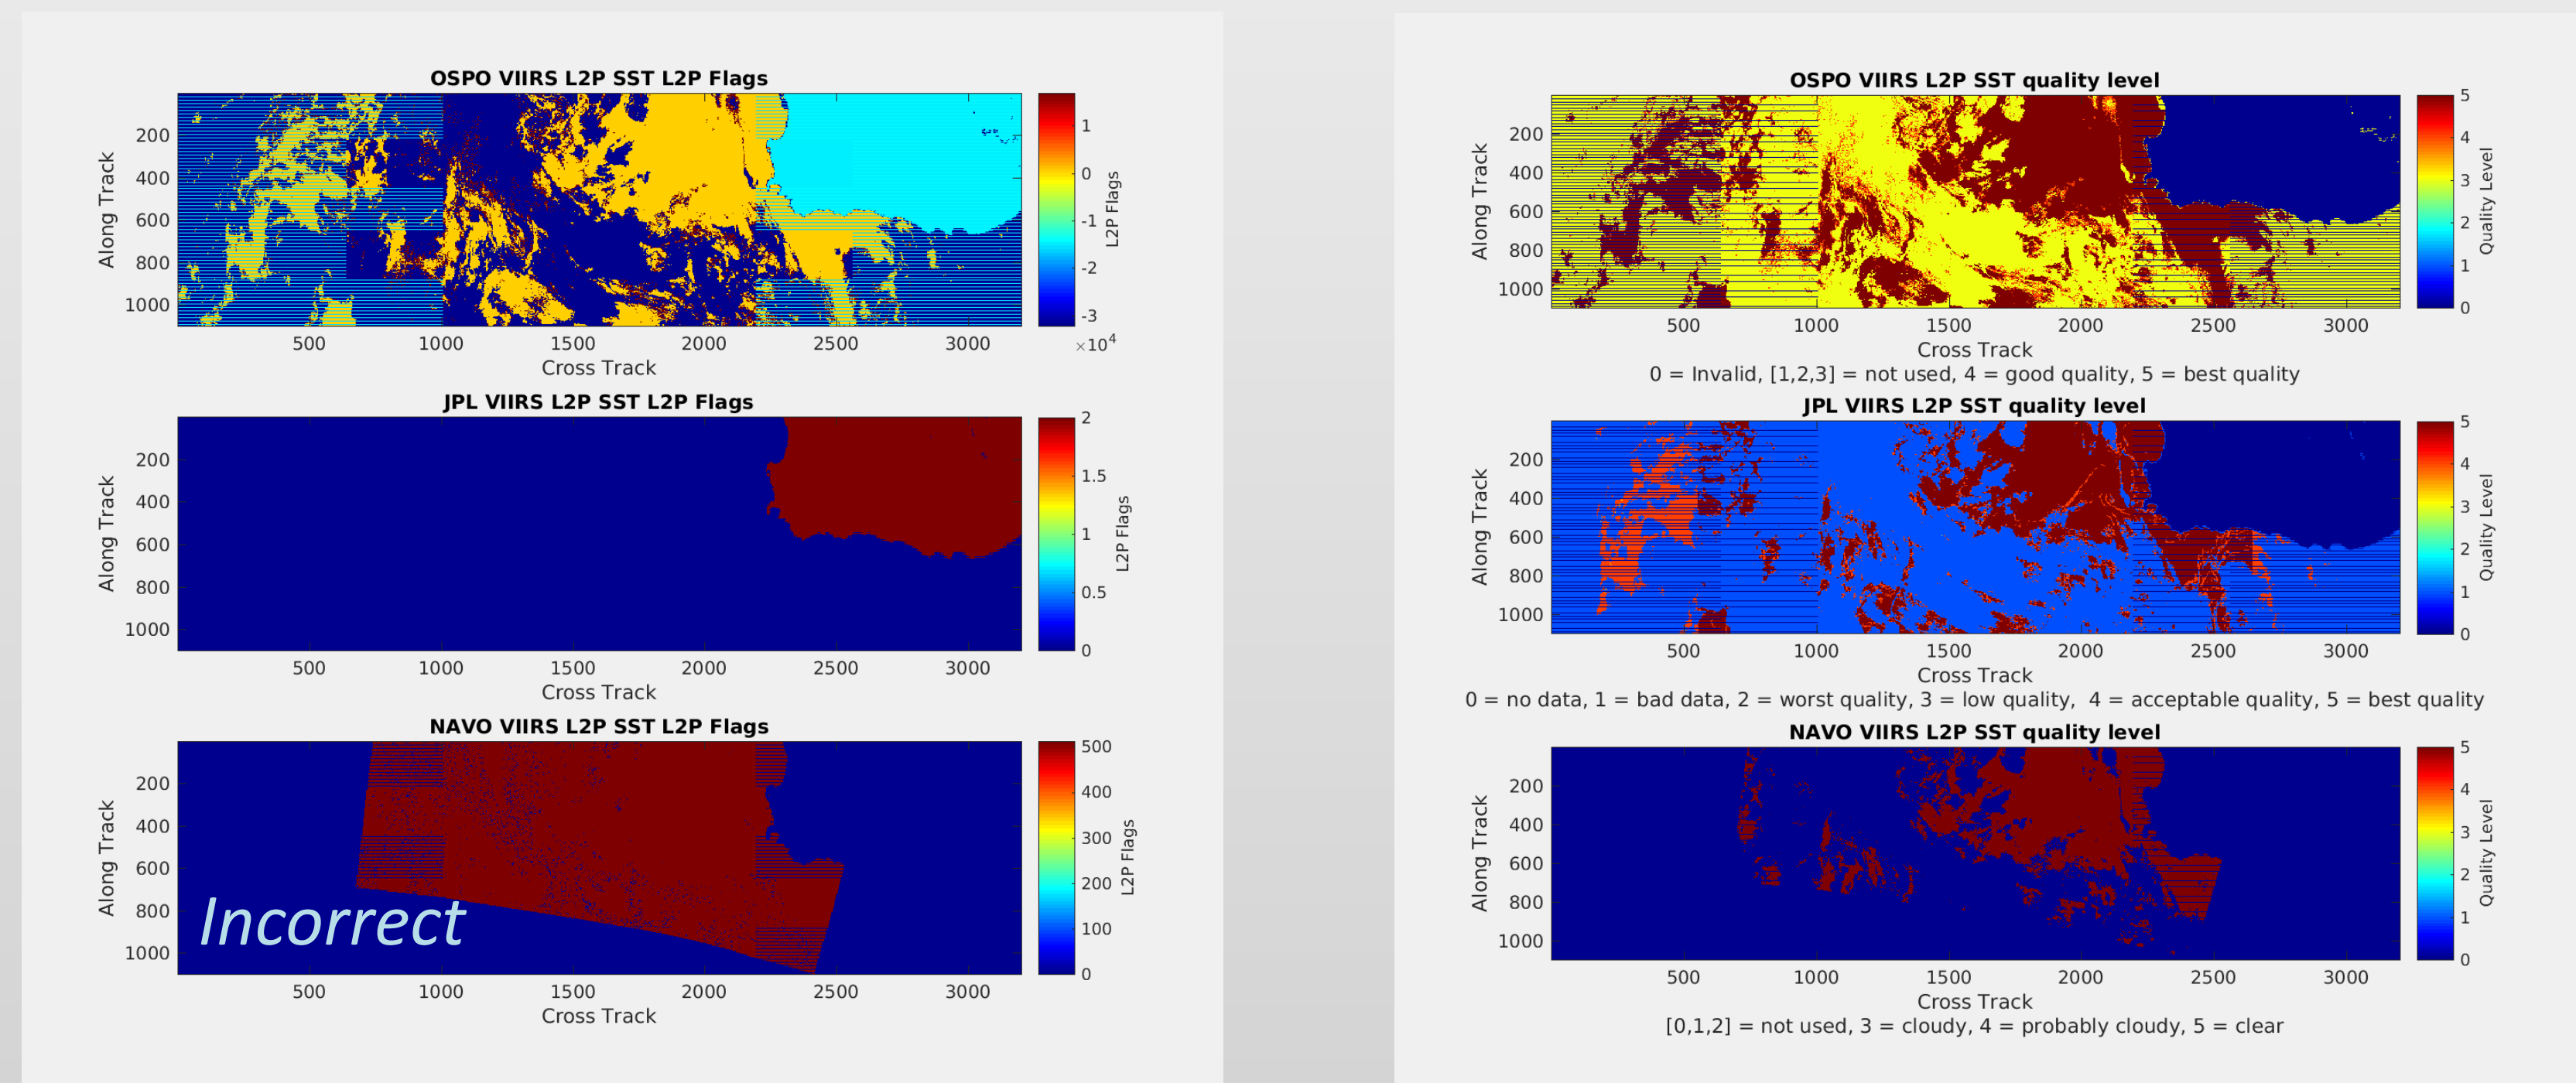 OSPO VIIRS L2P SST L2P Flags
200
400
600
800
1000
Along Track
500 1000 1500 2000 2500 3000
Cross Track
1
0
-1
-2
-3
×10⁴
L2P Flags
JPL VIIRS L2P SST L2P Flags
200
400
600
800
1000
Along Track
500 1000 1500 2000 2500 3000
Cross Track
2
1.5
1
0.5
0
L2P Flags
NAVO VIIRS L2P SST L2P Flags
200
400
600
800
1000
Along Track
Incorrect
500 1000 1500 2000 2500 3000
Cross Track
500
400
300
200
100
0
L2P Flags
OSPO VIIRS L2P SST quality level
200
400
600
800
1000
Along Track
500 1000 1500 2000 2500 3000
Cross Track
0 = Invalid, [1,2,3] = not used, 4 = good quality, 5 = best quality
5
4
3
2
1
0
Quality Level
JPL VIIRS L2P SST quality level
200
400
600
800
1000
Along Track
500 1000 1500 2000 2500 3000
Cross Track
0 = no data, 1 = bad data, 2 = worst quality, 3 = low quality, 4 = acceptable quality, 5 = best quality
5
4
3
2
1
0
Quality Level
NAVO VIIRS L2P SST quality level
200
400
600
800
1000
Along Track
500 1000 1500 2000 2500 3000
Cross Track
[0,1,2] = not used, 3 = cloudy, 4 = probably cloudy, 5 = clear
5
4
3
2
1
0
Quality Level